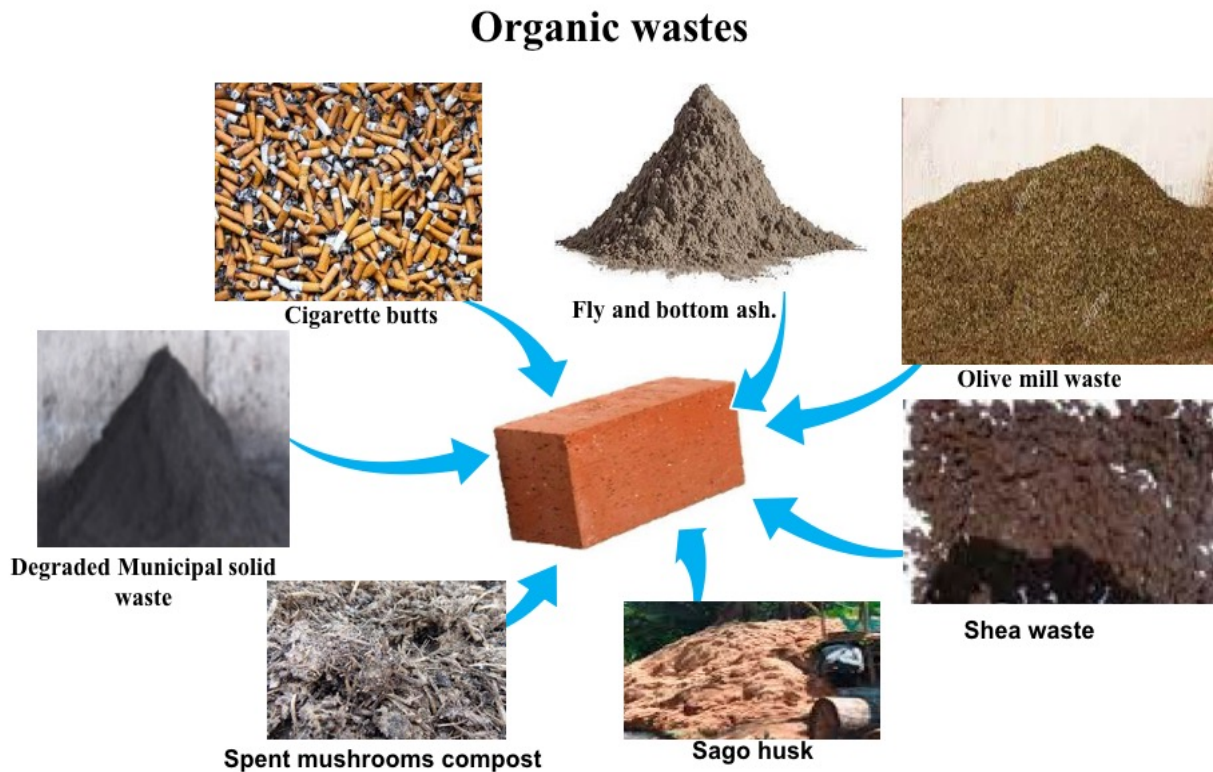 Organic wastes
Cigarette butts
Fly and bottom ash.
Olive mill waste
Degraded Municipal solid
waste
Shea waste
Spent mushrooms compost
Sago husk